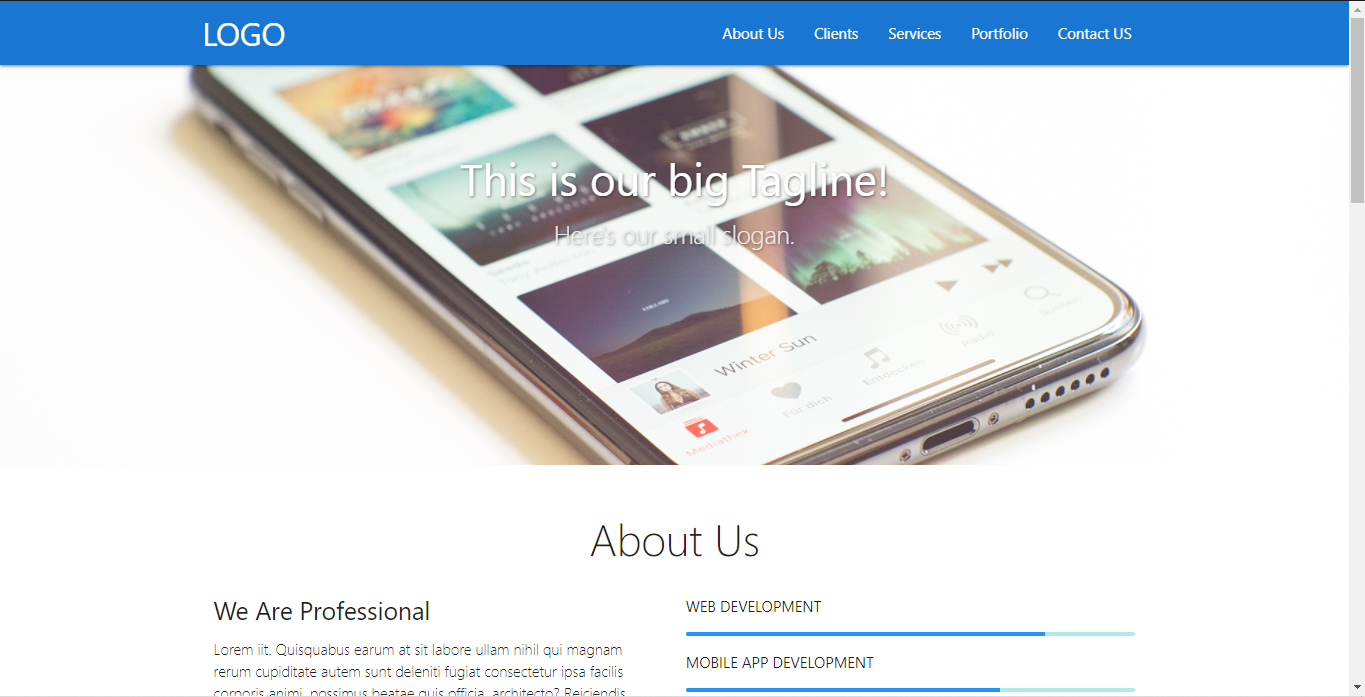 LOGO
About Us Clients Services Portfolio Contact US
This is our big Tagline!
Here's our small slogan.
Winter Sun
Suchen
Radio
Entdecken
Für dich
Mediathek
About Us
We Are Professional
Lorem iit. Quisquabus earum at sit labore ullam nihil qui magnam
rerum cupiditate autem sunt deleniti fugiat consectetur ipsa facilis
corporis animi, possimus beatae quis officia, architecto? Reiciendis
WEB DEVELOPMENT
MOBILE APP DEVELOPMENT